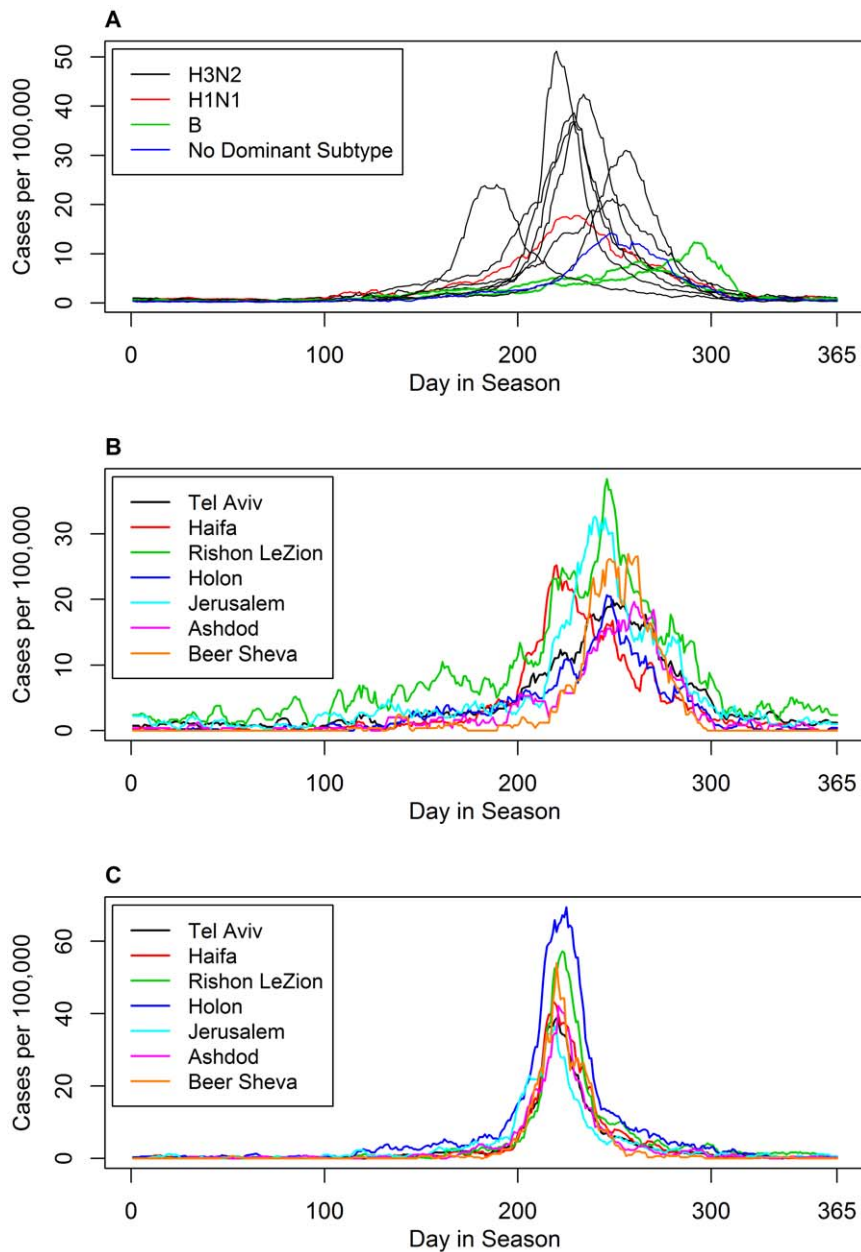 A
Cases per 100,000
50
40
30
20
10
0
H3N2
H1N1
B
No Dominant Subtype
0 100 200 300 365
Day in Season
B
Cases per 100,000
30
20
10
0
Tel Aviv
Haifa
Rishon LeZion
Holon
Jerusalem
Ashdod
Beer Sheva
0 100 200 300 365
Day in Season
C
Cases per 100,000
60
40
20
0
Tel Aviv
Haifa
Rishon LeZion
Holon
Jerusalem
Ashdod
Beer Sheva
0 100 200 300 365
Day in Season